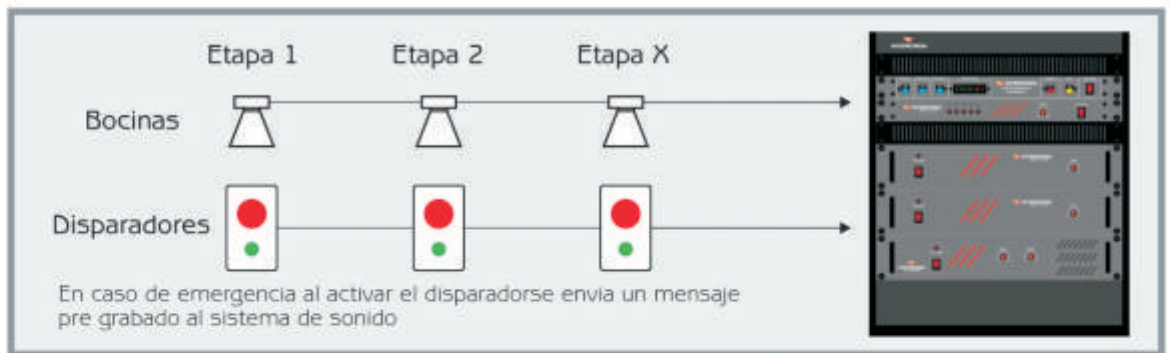 Etapa 1 Etapa 2 Etapa X
Bocinas
Disparadores
En caso de emergencia al activar el disparadorse envia un mensaje
pre grabado al sistema de sonido